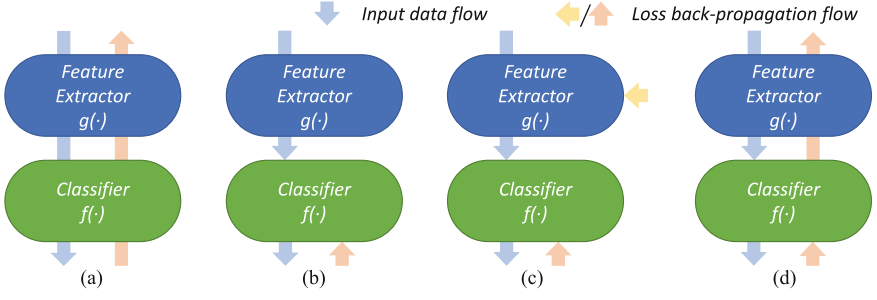 Input data flow
/
Loss back-propagation flow
Feature
Extractor
g(·)
Classifier
f(·)
(a)
Feature
Extractor
g(·)
Classifier
f(·)
(b)
Feature
Extractor
g(·)
Classifier
f(·)
(c)
Feature
Extractor
g(·)
Classifier
f(·)
(d)